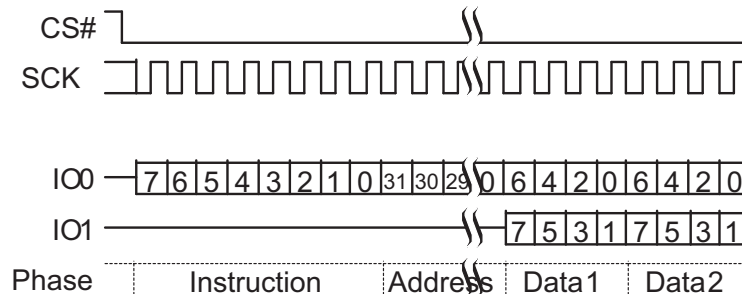 CS#
SCK
IO0 7 6 5 4 3 2 1 0 31 30 29 0 6 4 2 0 6 4 2 0
IO1 7 5 3 1 7 5 3 1
Phase Instruction Address Data1 Data2